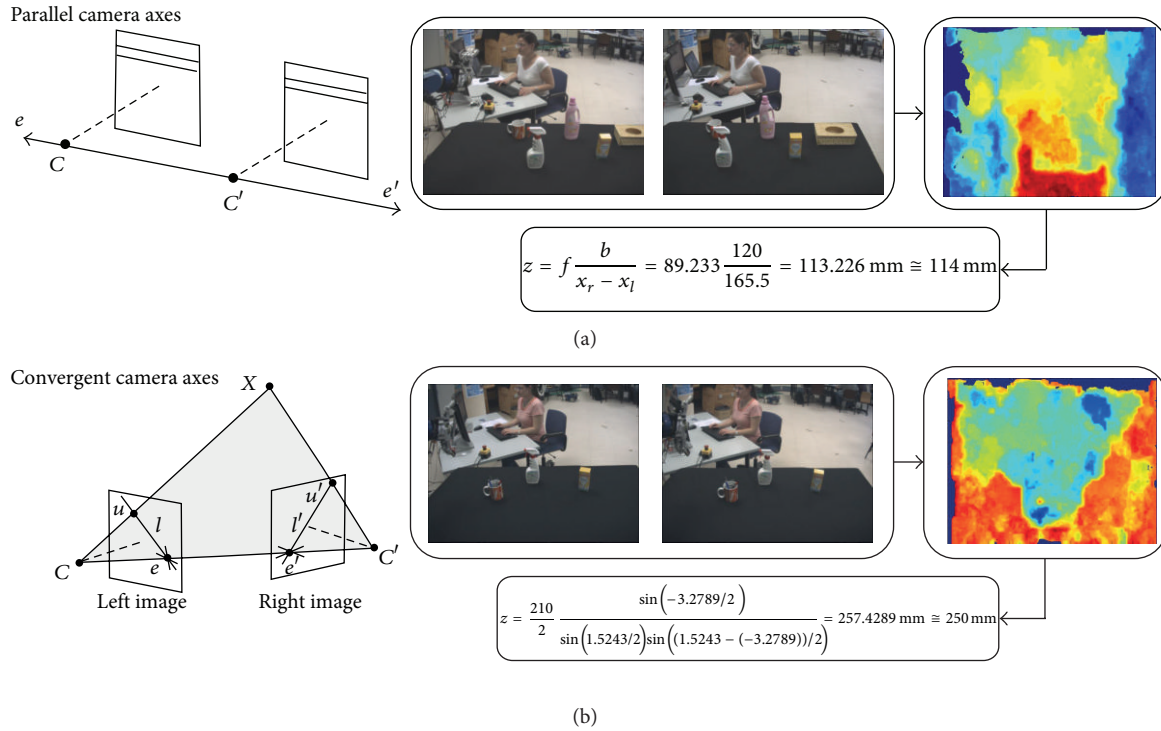 Parallel camera axes
e
C
C′
e′
z = f b/(x_r − x_l) = 89.233 120/165.5 = 113.226 mm ≅ 114 mm
(a)
Convergent camera axes
X
u
l
u′
l′
C
e
e′
C′
Left image
Right image
z = 210/2 sin(−3.2789/2)/(sin(1.5243/2)sin((1.5243 − (−3.2789))/2) = 257.4289 mm ≅ 250 mm
(b)